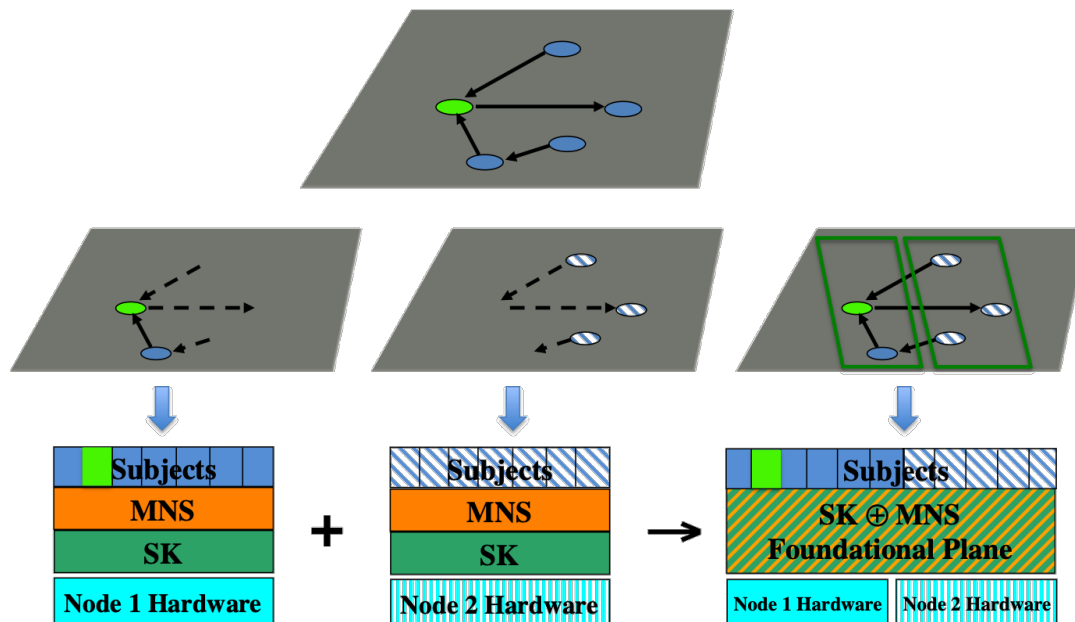 Subjects
MNS
SK
Node 1 Hardware
+
Subjects
MNS
SK
Node 2 Hardware
→
Subjects
SK ⊕ MNS
Foundational Plane
Node 1 Hardware
Node 2 Hardware